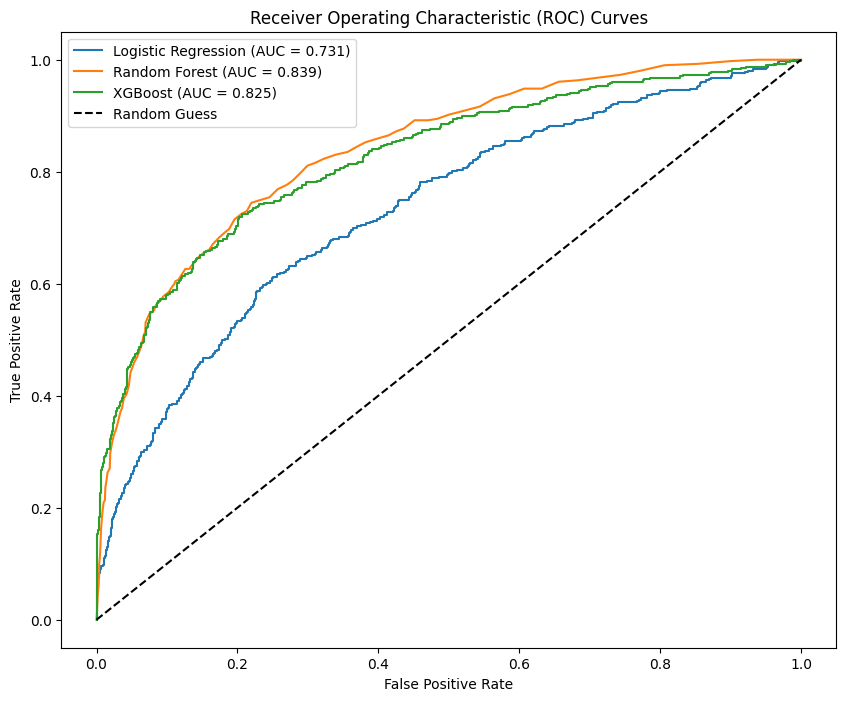 Receiver Operating Characteristic (ROC) Curves
Logistic Regression (AUC = 0.731)
Random Forest (AUC = 0.839)
XGBoost (AUC = 0.825)
Random Guess
True Positive Rate
1.0
0.8
0.6
0.4
0.2
0.0
0.0 0.2 0.4 0.6 0.8 1.0
False Positive Rate